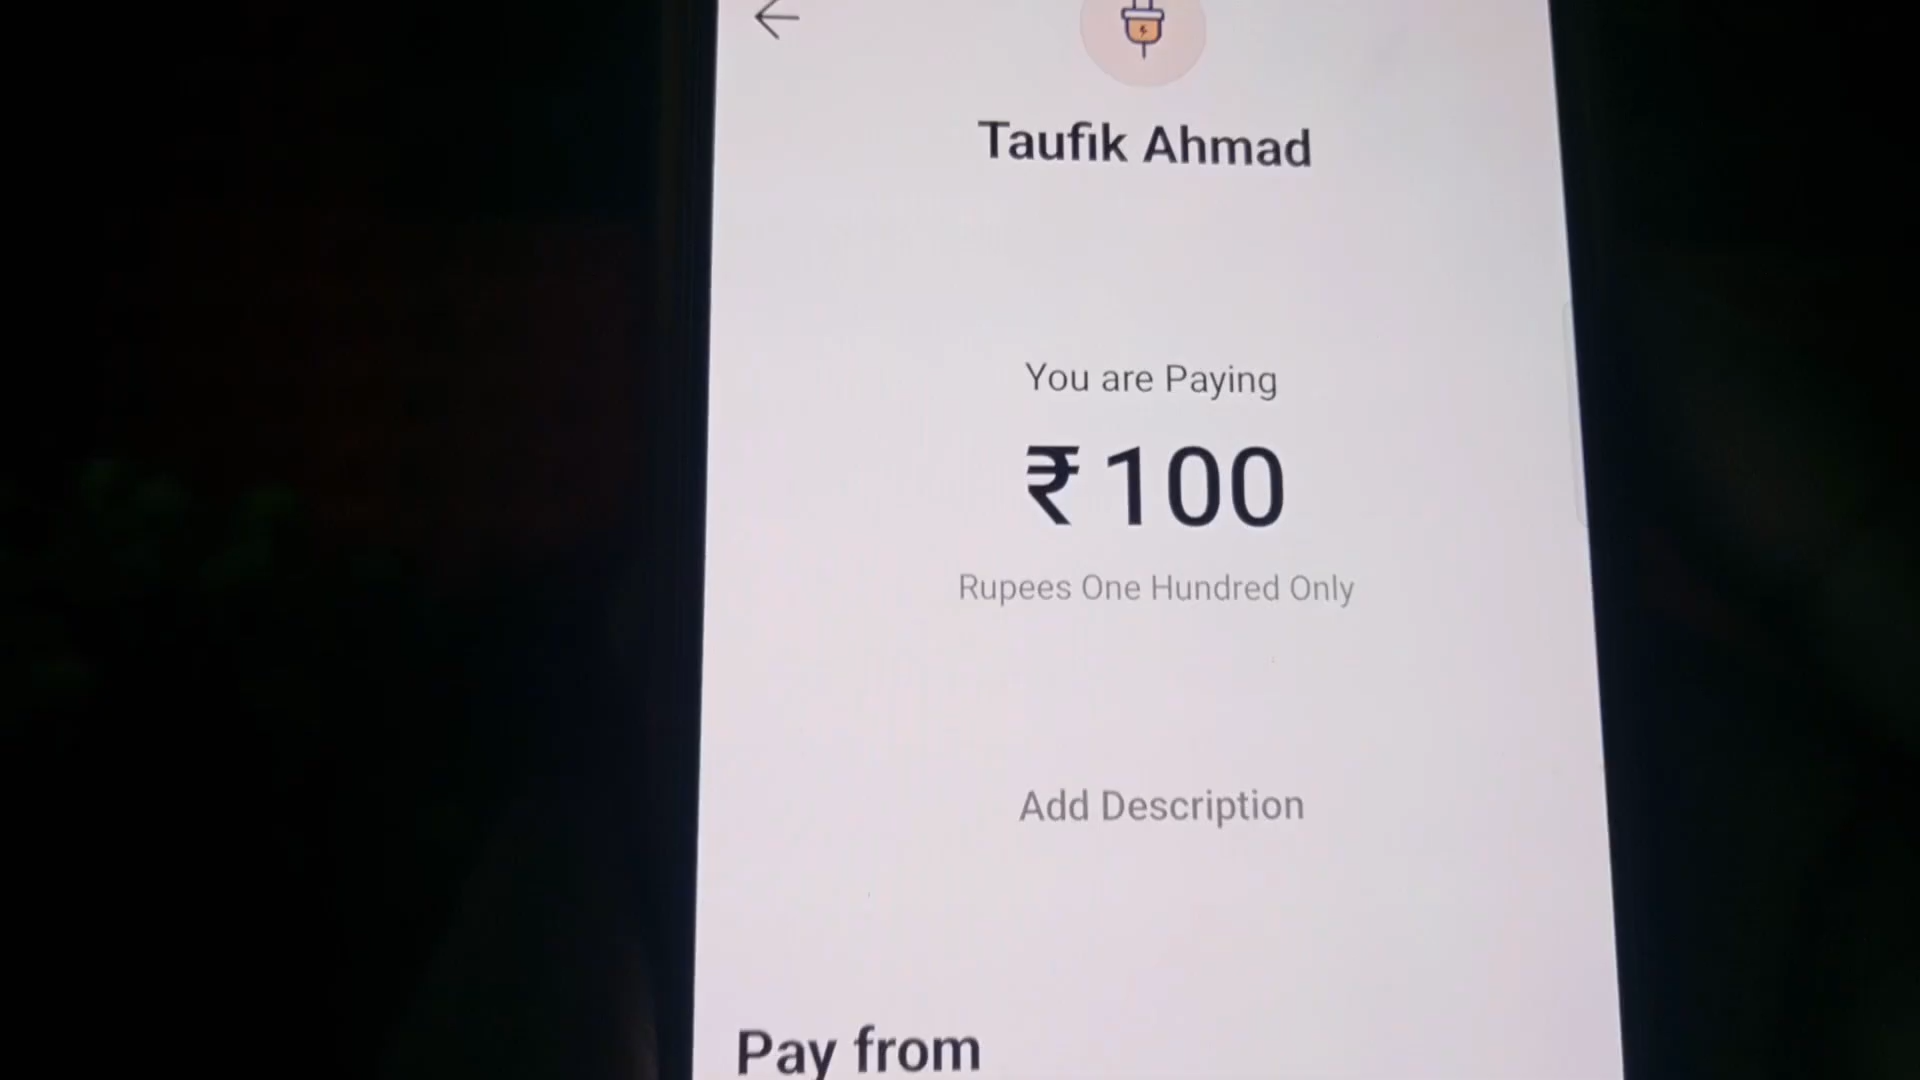 Taufik Ahmad
You are Paying
₹ 100
Rupees One Hundred Only
Add Description
Pay from